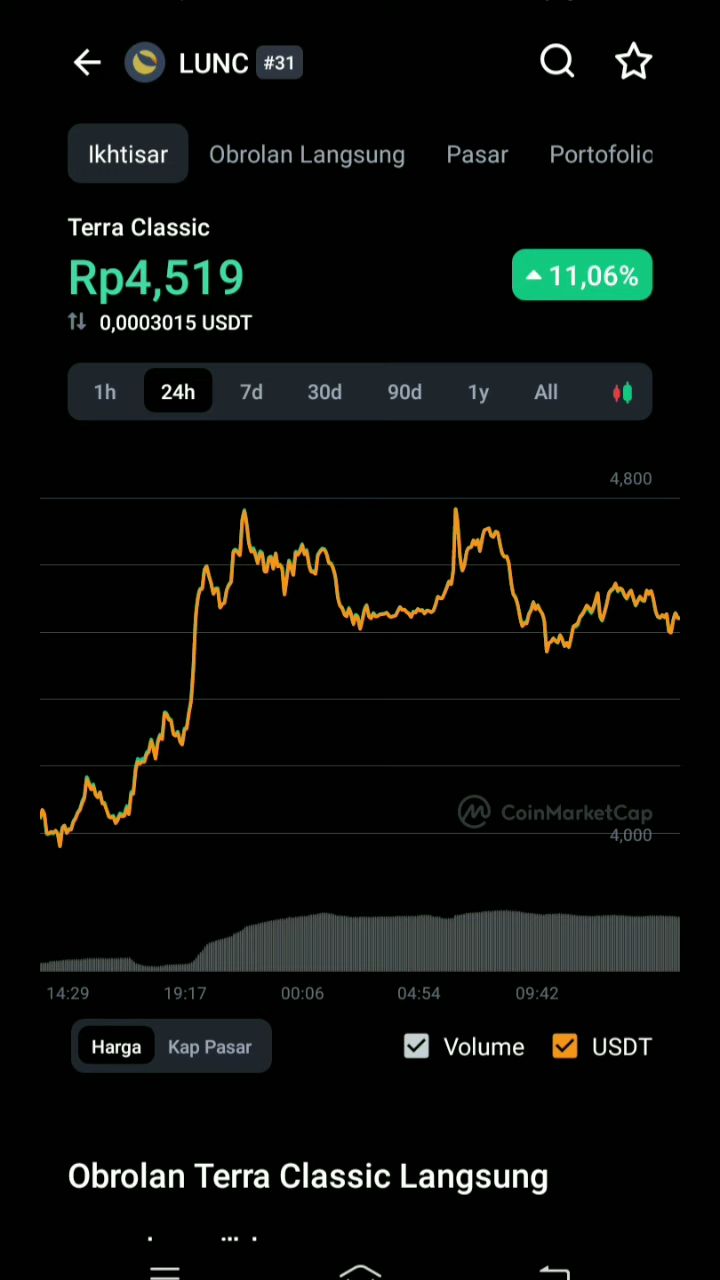 LUNC #31
Ikhtisar Obrolan Langsung Pasar Portofolio
Terra Classic
Rp4,519
11,06%
0,0003015 USDT
1h 24h 7d 30d 90d 1y All
4,800
CoinMarketCap
4,000
14:29 19:17 00:06 04:54 09:42
Harga Kap Pasar Volume USDT
Obrolan Terra Classic Langsung